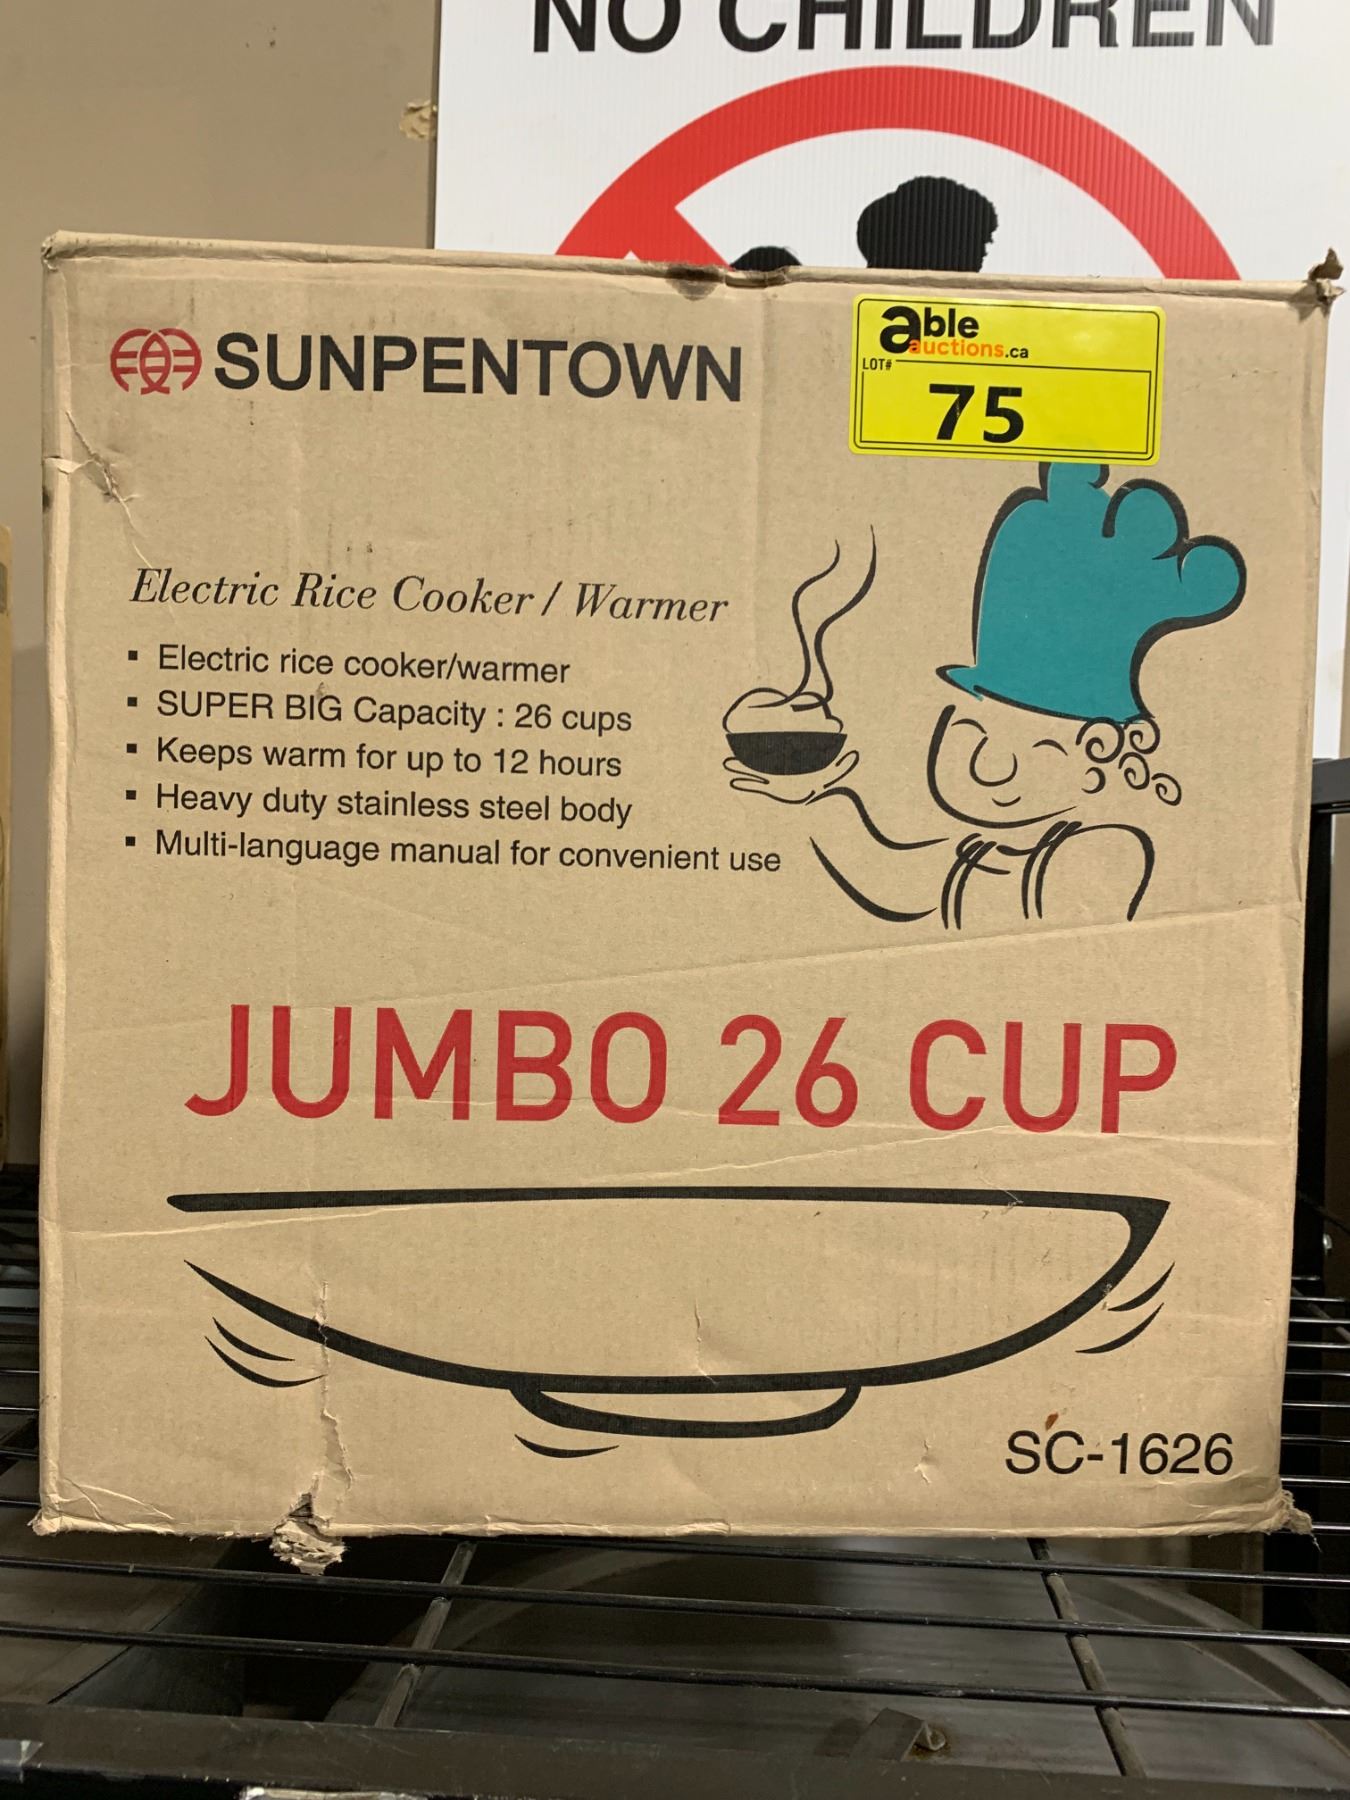 NO CHILDREN
SUNPENTOWN
able
auctions.ca
LOT#
75
Electric Rice Cooker / Warmer
▪ Electric rice cooker/warmer
▪ SUPER BIG Capacity : 26 cups
▪ Keeps warm for up to 12 hours
▪ Heavy duty stainless steel body
▪ Multi-language manual for convenient use
JUMBO 26 CUP
SC-1626